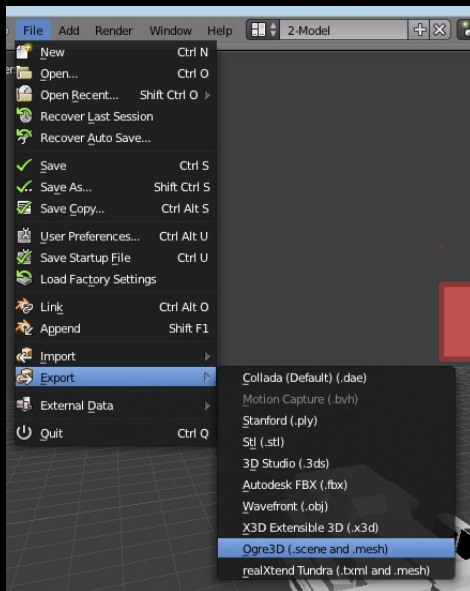 File Add Render Window Help 2-Model
New Ctrl N
Open... Ctrl O
Open Recent... Shift Ctrl O
Recover Last Session
Recover Auto Save...
Save Ctrl S
Save As... Shift Ctrl S
Save Copy... Ctrl Alt S
User Preferences... Ctrl Alt U
Save Startup File Ctrl U
Load Factory Settings
Link Ctrl Alt O
Append Shift F1
Import
Export
External Data
Quit Ctrl Q
Collada (Default) (.dae)
Motion Capture (.bvh)
Stanford (.ply)
Stl (.stl)
3D Studio (.3ds)
Autodesk FBX (.fbx)
Wavefront (.obj)
X3D Extensible 3D (.x3d)
Ogre3D (.scene and .mesh)
realXtend Tundra (.txml and .mesh)